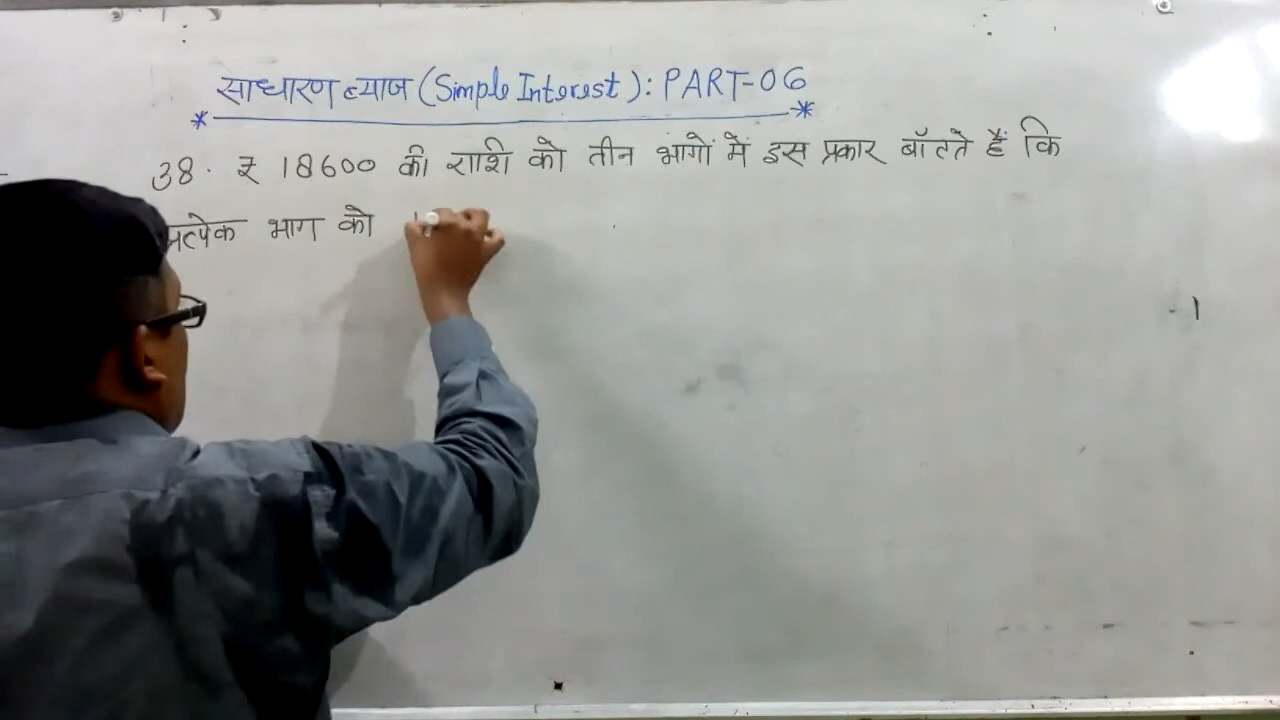 साधारण ब्याज (Simple Interest): PART-06
38. ₹ 18600 की राशि को तीन भागों में इस प्रकार बाँटते हैं कि
प्रत्येक भाग को